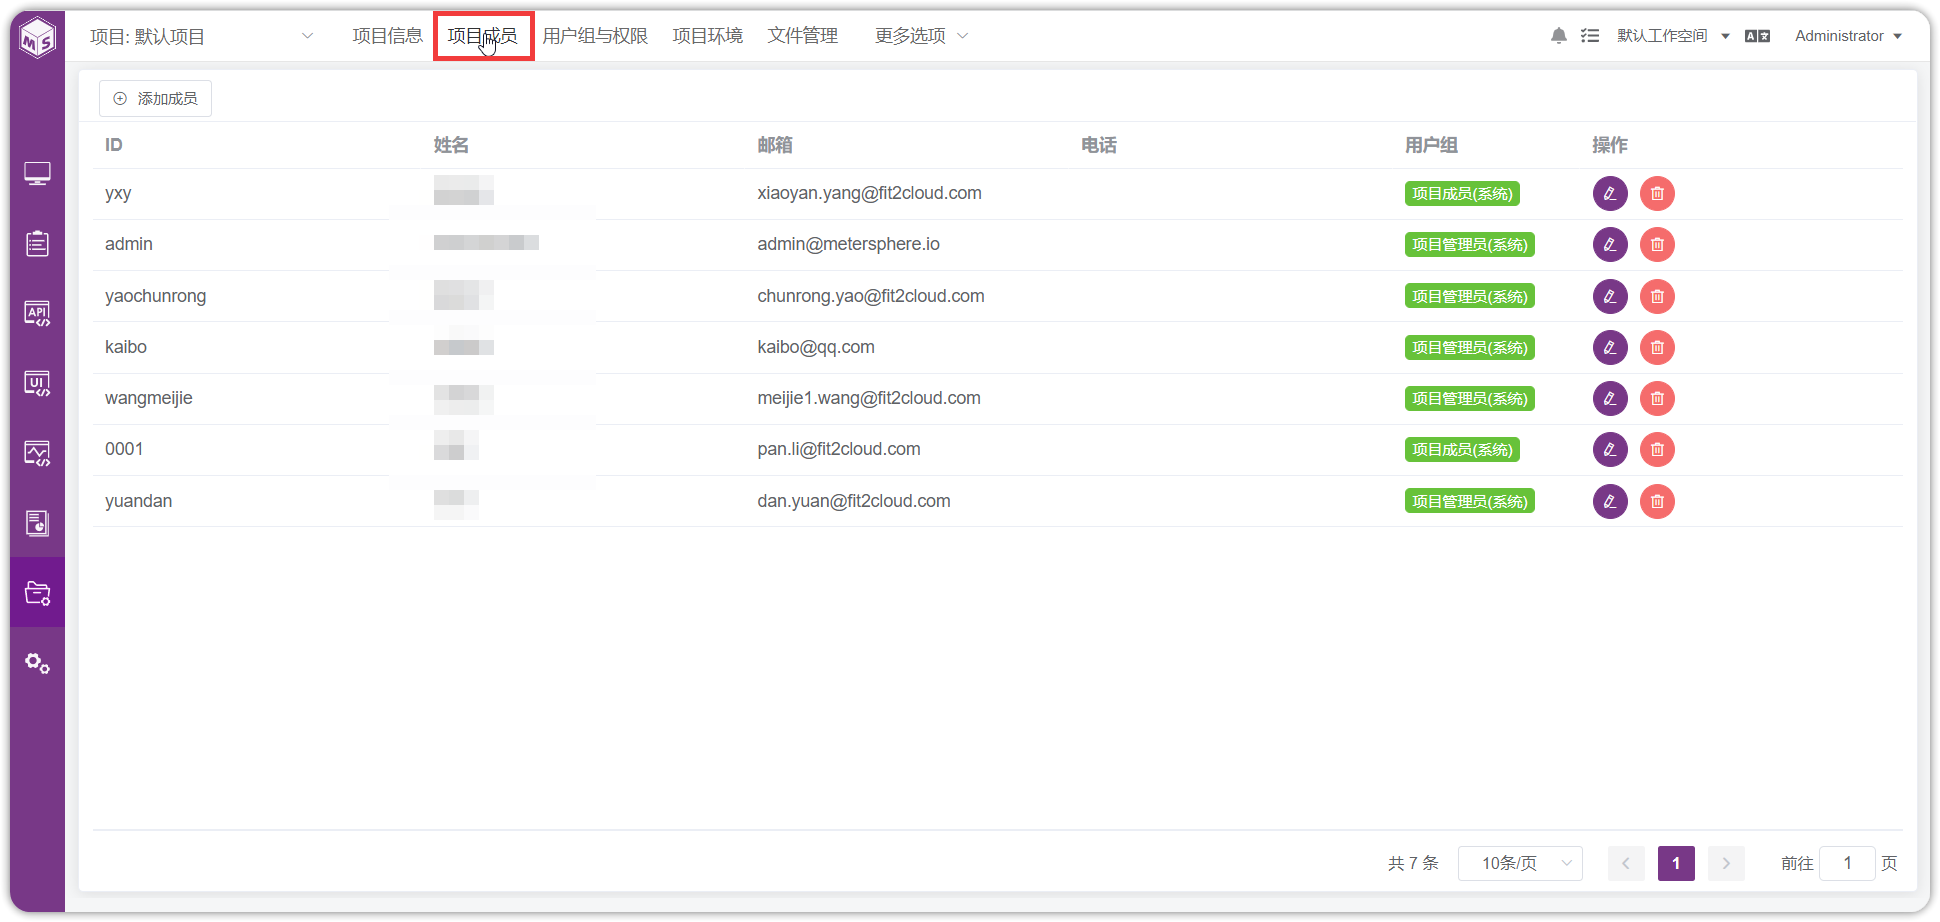 MS
项目: 默认项目 项目信息 项目成员 用户组与权限 项目环境 文件管理 更多选项 默认工作空间 Administrator
添加成员
ID 姓名 邮箱 电话 用户组 操作
yxy xiaoyan.yang@fit2cloud.com 项目成员(系统)
admin admin@metersphere.io 项目管理员(系统)
yaochunrong chunrong.yao@fit2cloud.com 项目管理员(系统)
kaibo kaibo@qq.com 项目管理员(系统)
wangmeijie meijie1.wang@fit2cloud.com 项目管理员(系统)
0001 pan.li@fit2cloud.com 项目成员(系统)
yuandan dan.yuan@fit2cloud.com 项目管理员(系统)
API
UI
共 7 条 10条/页 1 前往 1 页